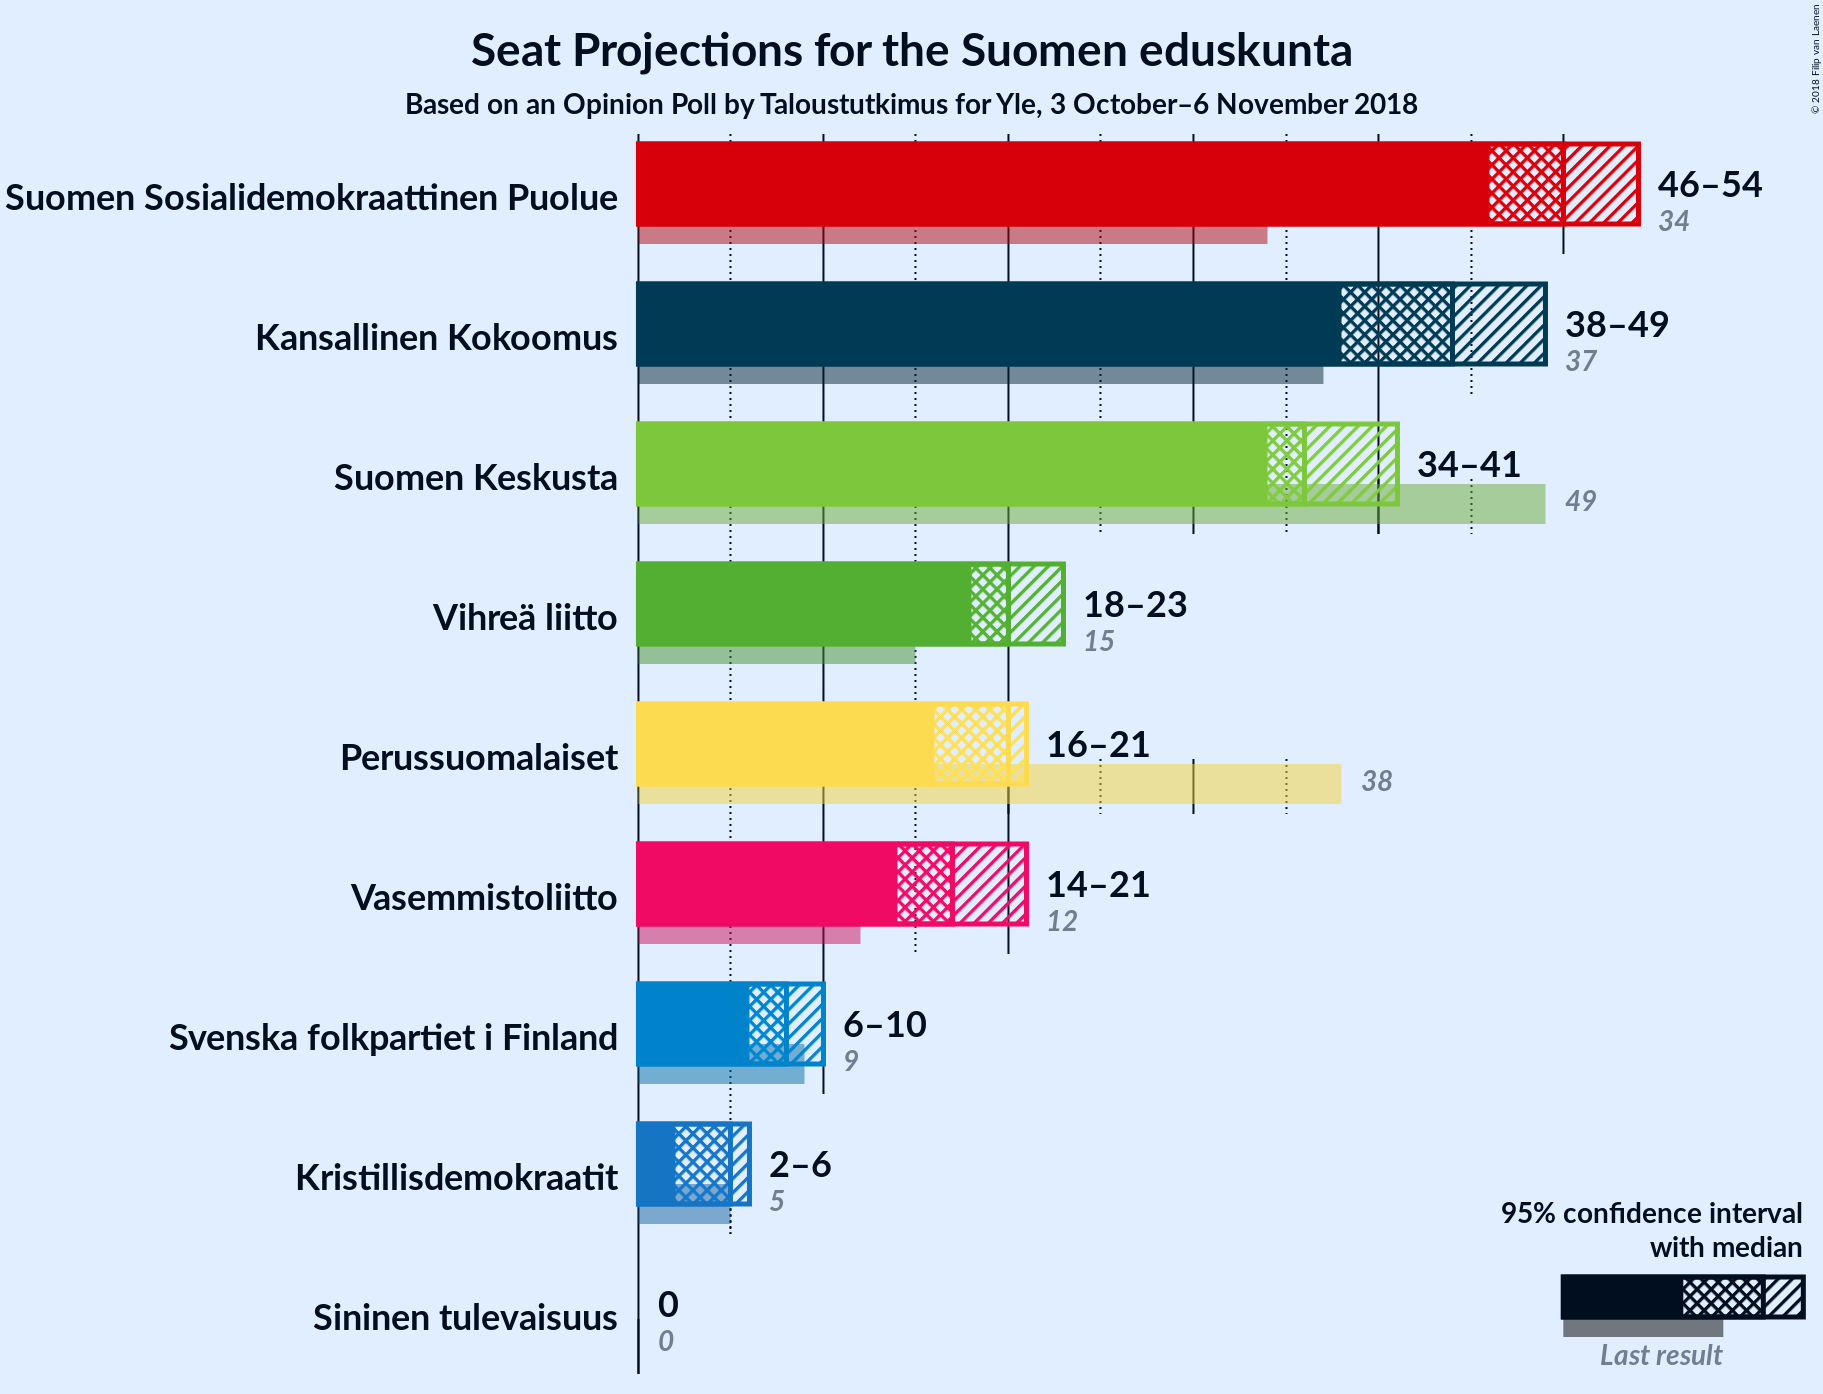 Seat Projections for the Suomen eduskunta
Based on an Opinion Poll by Taloustutkimus for Yle, 3 October–6 November 2018
© 2018 Filip van Laenen
Suomen Sosialidemokraattinen Puolue
46–54
34
Kansallinen Kokoomus
38–49
37
Suomen Keskusta
34–41
49
Vihreä liitto
18–23
15
Perussuomalaiset
16–21
38
Vasemmistoliitto
14–21
12
Svenska folkpartiet i Finland
6–10
9
Kristillisdemokraatit
2–6
5
Sininen tulevaisuus
0
0
95% confidence interval
with median
Last result